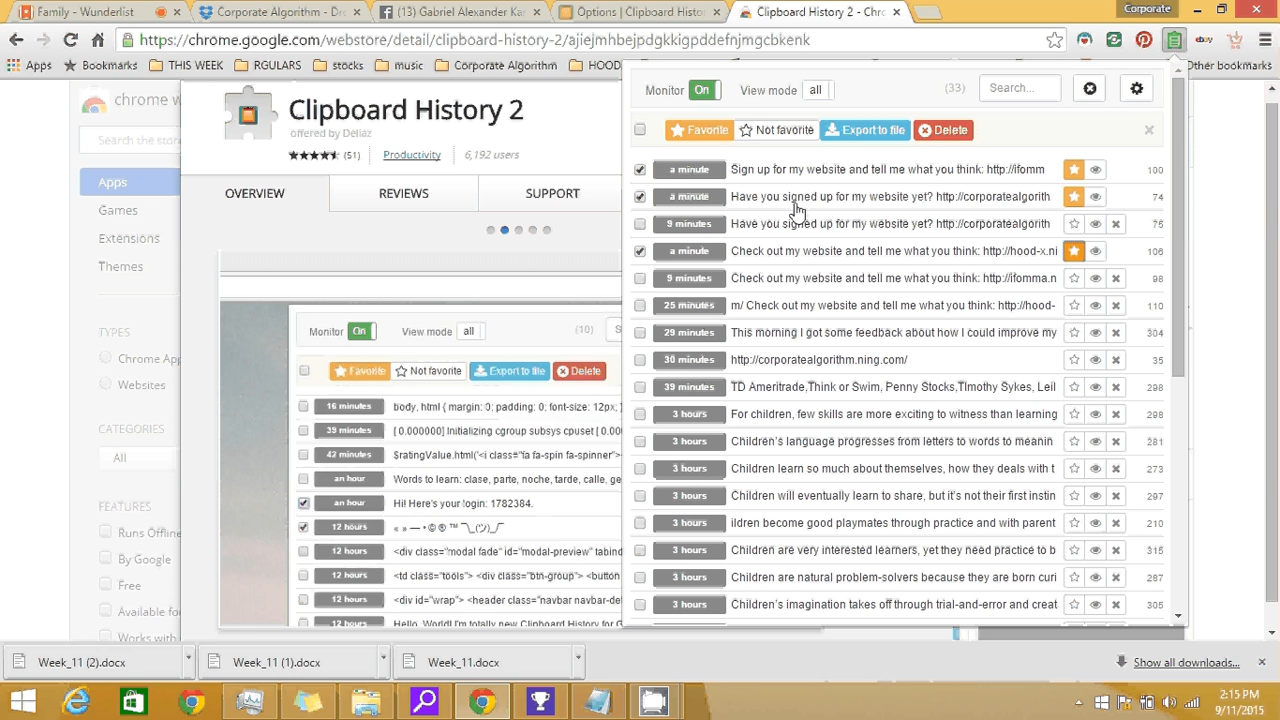 Family - Wunderlist
Corporate Algorithm - Dr
(13) Gabriel Alexander Ka
Options | Clipboard Histor
Clipboard History 2 - Chro
Corporate
https://chrome.google.com/webstore/detail/clipboard-history-2/ajiejmhbejpdgkkigpddefnjmgcbkenk
Apps
Bookmarks
THIS WEEK
RGULARS
stocks
music
Corporate Algorithm
HOOD
Other bookmarks
chrome w
Search the
Apps
Games
Extensions
Themes
TYPES
Chrome App
Websites
CATEGORIES
All
FEATURES
Runs Offline
By Google
Free
Available fo
Works with
Clipboard History 2
offered by Déliaz
(51)
Productivity
6,192 users
OVERVIEW
REVIEWS
SUPPORT
Monitor On View mode all (10) S
Favorite Not favorite Export to file Delete
16 minutes body, html { margin: 0; padding: 0; font-size: 12px; }
39 minutes [ 0.000000] Initializing cgroup subsys cpuset [ 0.
42 minutes $ratingValue.html('<i class="fa fa-spin fa-spinner">
an hour Words to learn: clase, parte, noche, tarde, calle, ge
an hour Hi! Here's your login: 1782384.
12 hours « » — • © ® ™ ¯\_(ツ)_/¯
12 hours <div class="modal fade" id="modal-preview" tabind
12 hours <td class="tools"> <div class="btn-group"> <button
12 hours <div id="wrap"> <header class="navbar navbar-def
12 hours Hello, World! I'm totally new Clipboard History for G
Monitor On View mode all (33) Search...
Favorite Not favorite Export to file Delete
a minute Sign up for my website and tell me what you think: http://ifomm 100
a minute Have you signed up for my website yet? http://corporatealgorith 74
9 minutes Have you signed up for my website yet? http://corporatealgorith 75
a minute Check out my website and tell me what you think: http://hood-x.ni 106
9 minutes Check out my website and tell me what you think: http://ifomma.n 98
25 minutes m/ Check out my website and tell me what you think: http://hood- 110
29 minutes This morning I got some feedback about how I could improve my 304
30 minutes http://corporatealgorithm.ning.com/ 35
39 minutes TD Ameritrade,Think or Swim, Penny Stocks,TImothy Sykes, Leil 298
3 hours For children, few skills are more exciting to witness than learning 298
3 hours Children's language progresses from letters to words to meanin 281
3 hours Children learn so much about themselves, how they deals with t 273
3 hours Children will eventually learn to share, but it's not their first instin 297
3 hours ildren become good playmates through practice and with parent 210
3 hours Children are very interested learners, yet they need practice to b 315
3 hours Children are natural problem-solvers because they are born curi 287
3 hours Children's imagination takes off through trial-and-error and creat 305
Week_11 (2).docx
Week_11 (1).docx
Week_11.docx
Show all downloads...
2:15 PM
9/11/2015